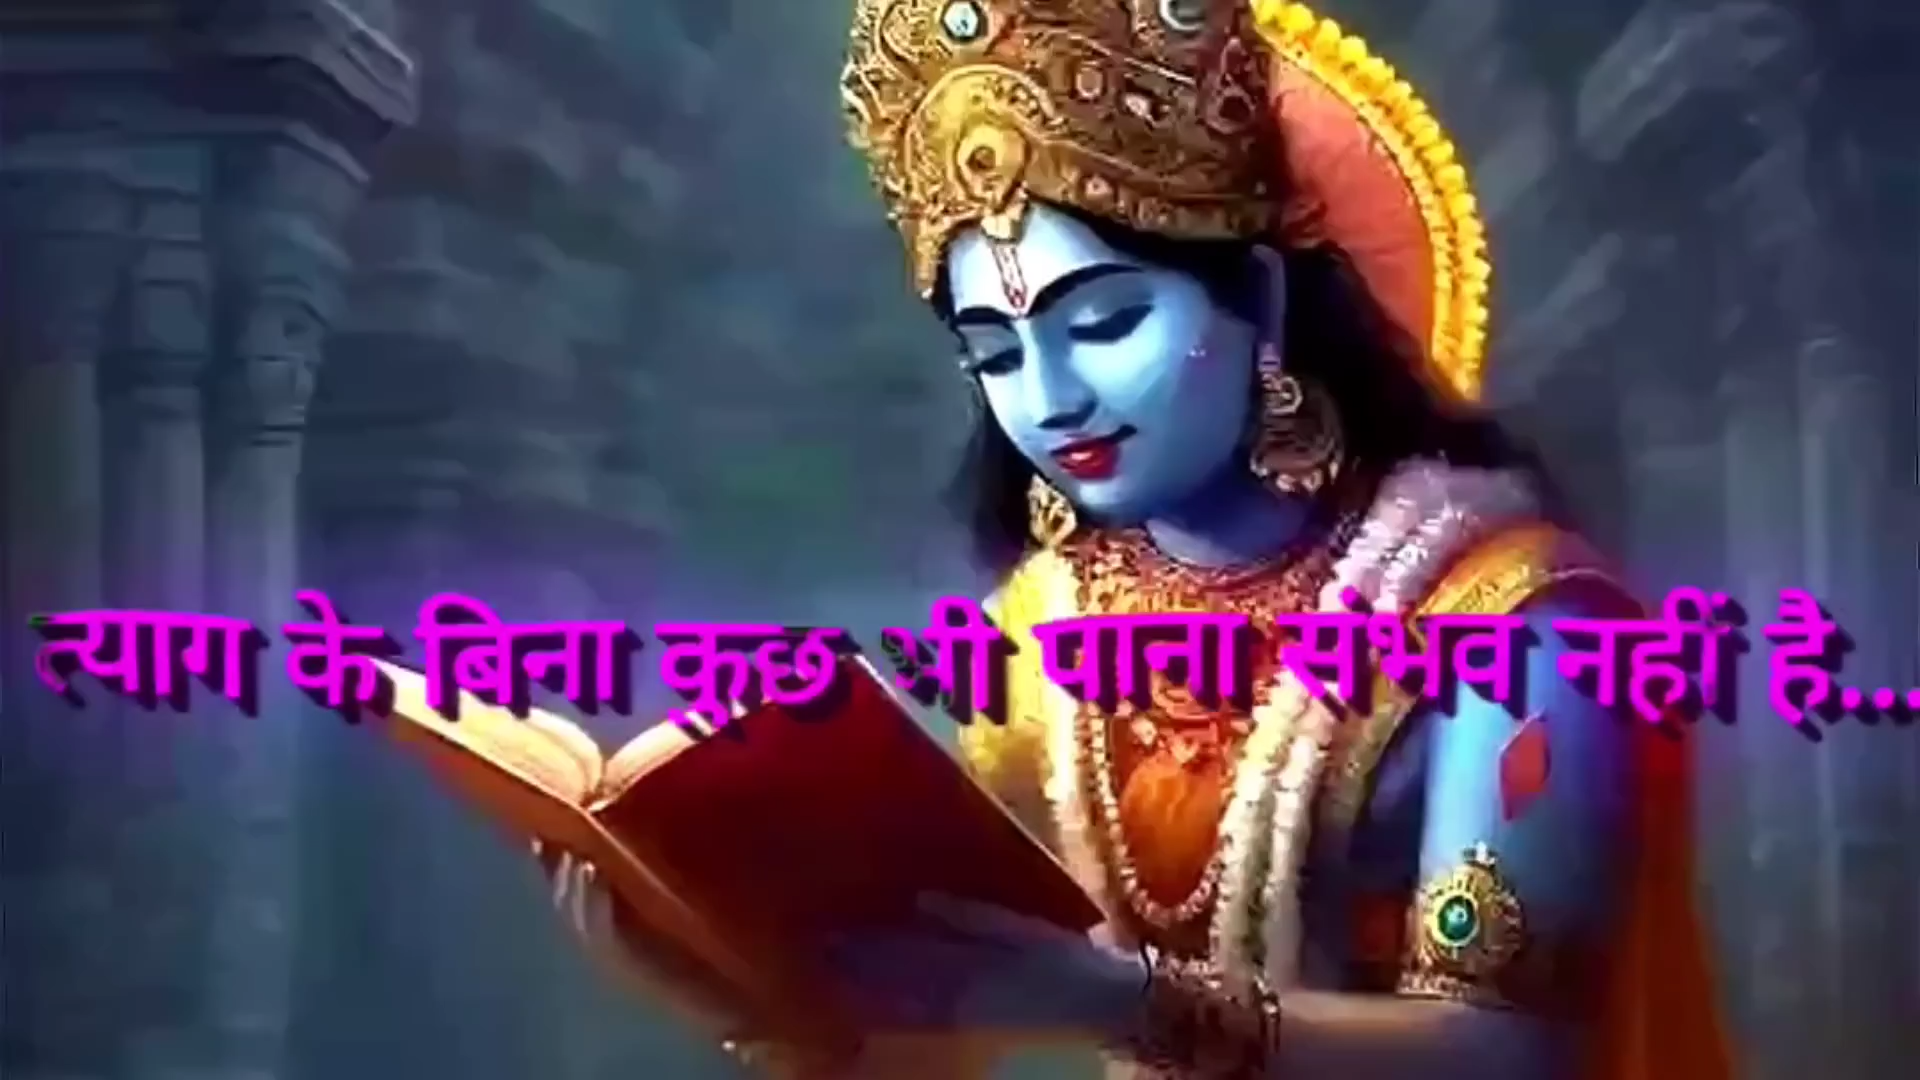 त्याग के बिना कुछ भी पाना संभव नहीं है...